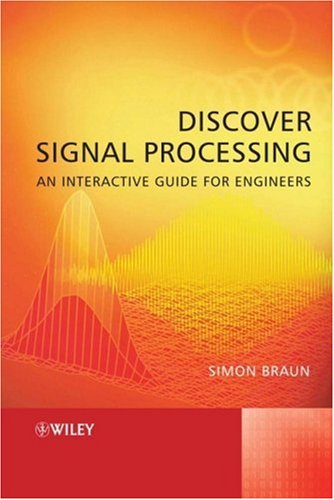 DISCOVER
SIGNAL PROCESSING
AN INTERACTIVE GUIDE FOR ENGINEERS
SIMON BRAUN
WILEY